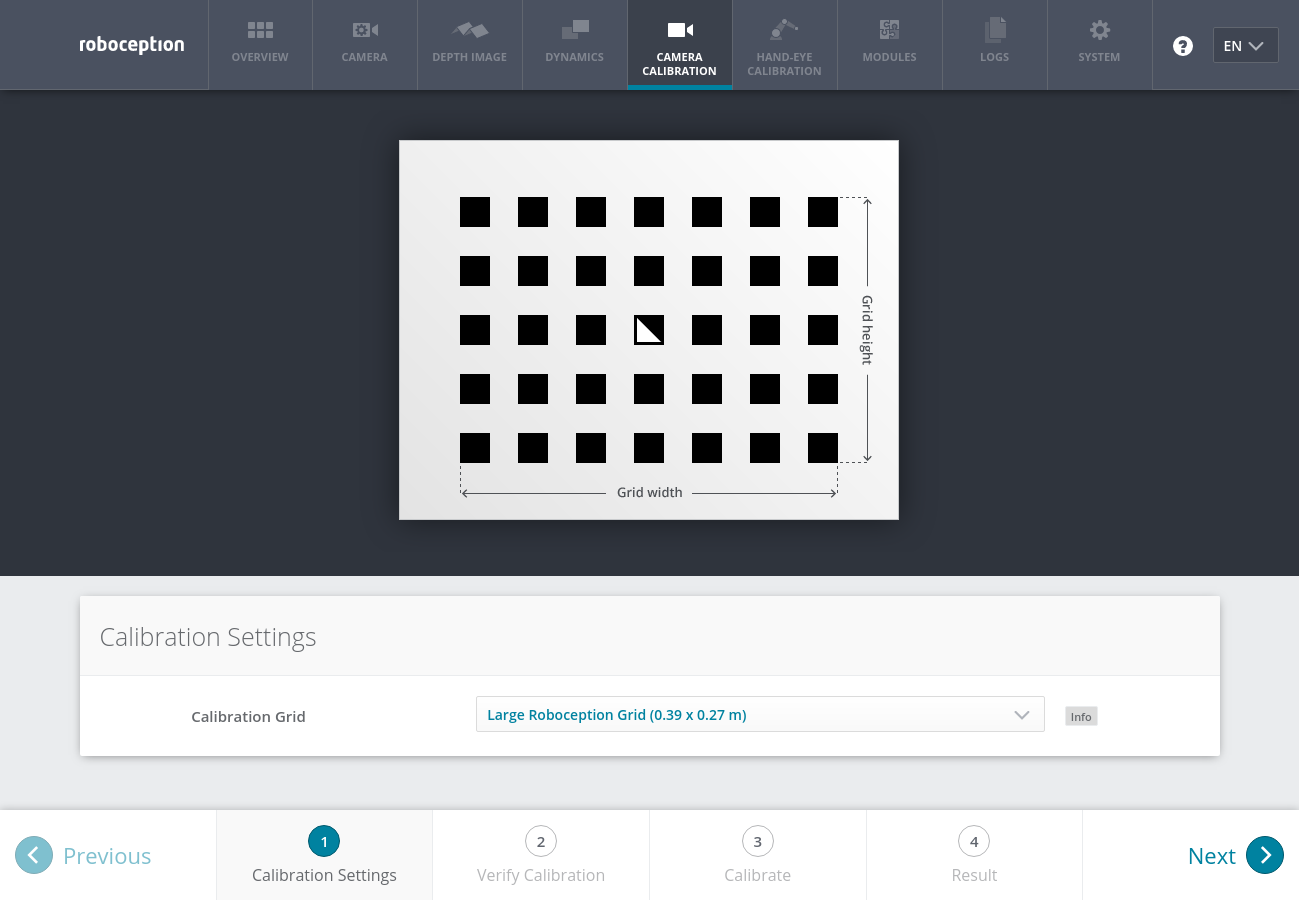 roboception
OVERVIEW
CAMERA
DEPTH IMAGE
DYNAMICS
CAMERA
CALIBRATION
HAND-EYE
CALIBRATION
MODULES
LOGS
SYSTEM
?
EN
Grid height
Grid width
Calibration Settings
Calibration Grid
Large Roboception Grid (0.39 x 0.27 m)
Info
Previous
1
Calibration Settings
2
Verify Calibration
3
Calibrate
4
Result
Next